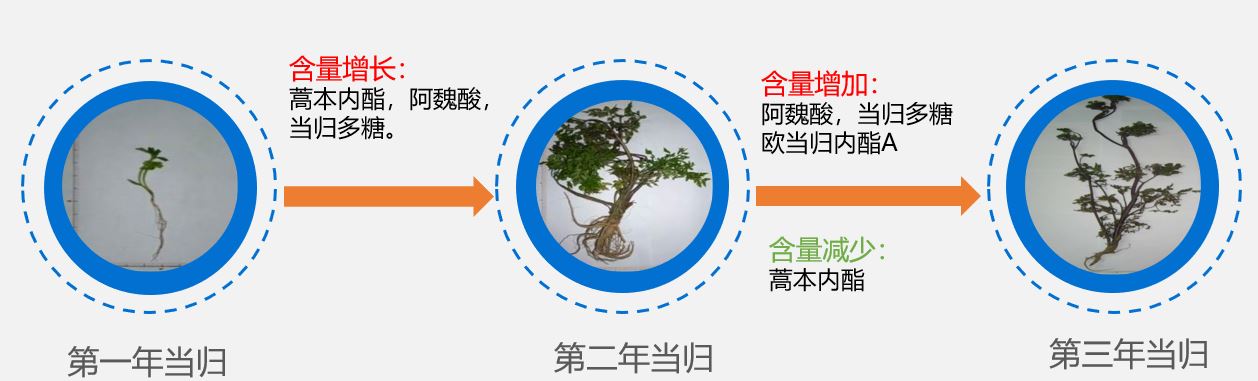 含量增长：
蒿本内酯，阿魏酸，
当归多糖。
含量增加：
阿魏酸，当归多糖
欧当归内酯A
含量减少：
蒿本内酯
第一年当归
第二年当归
第三年当归